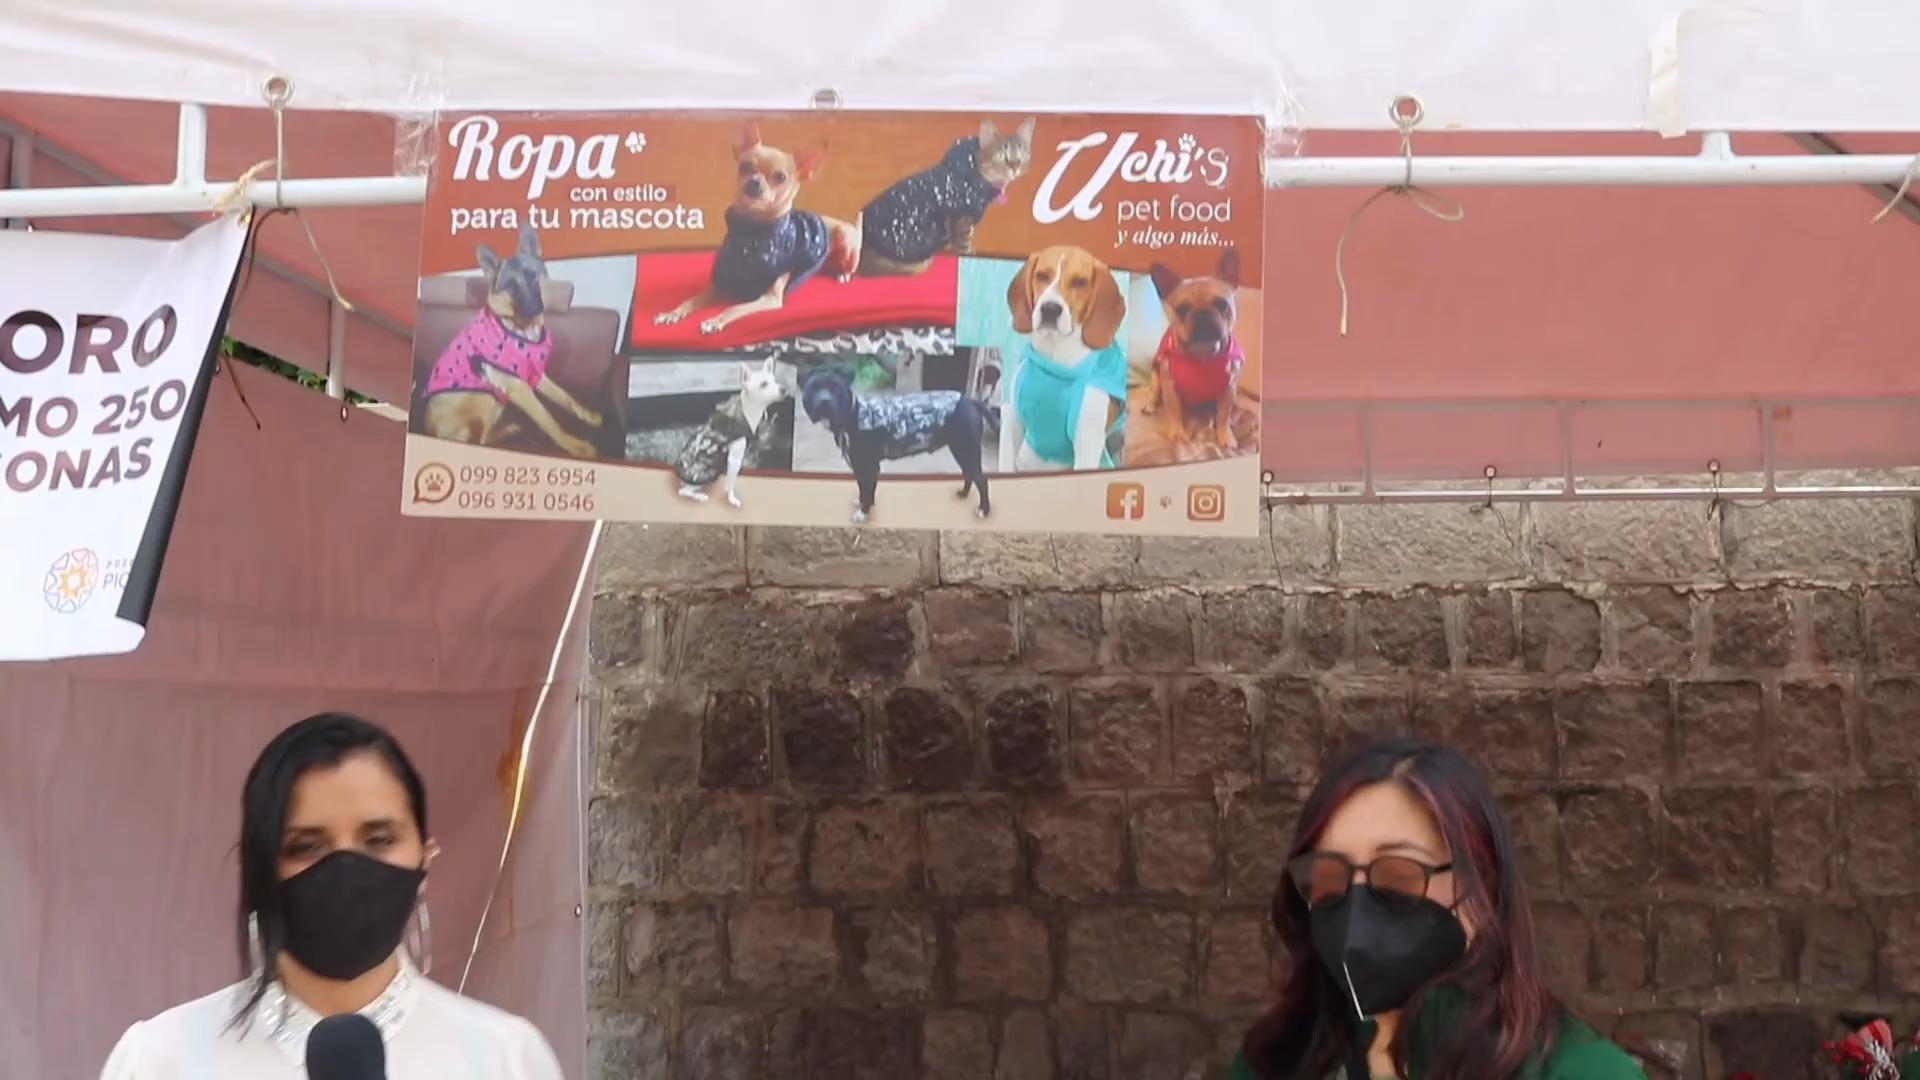 Ropa
con estilo
para tu mascota
Uchi's
pet food
y algo más...
099 823 6954
096 931 0546
ORO
MO 250
ONAS